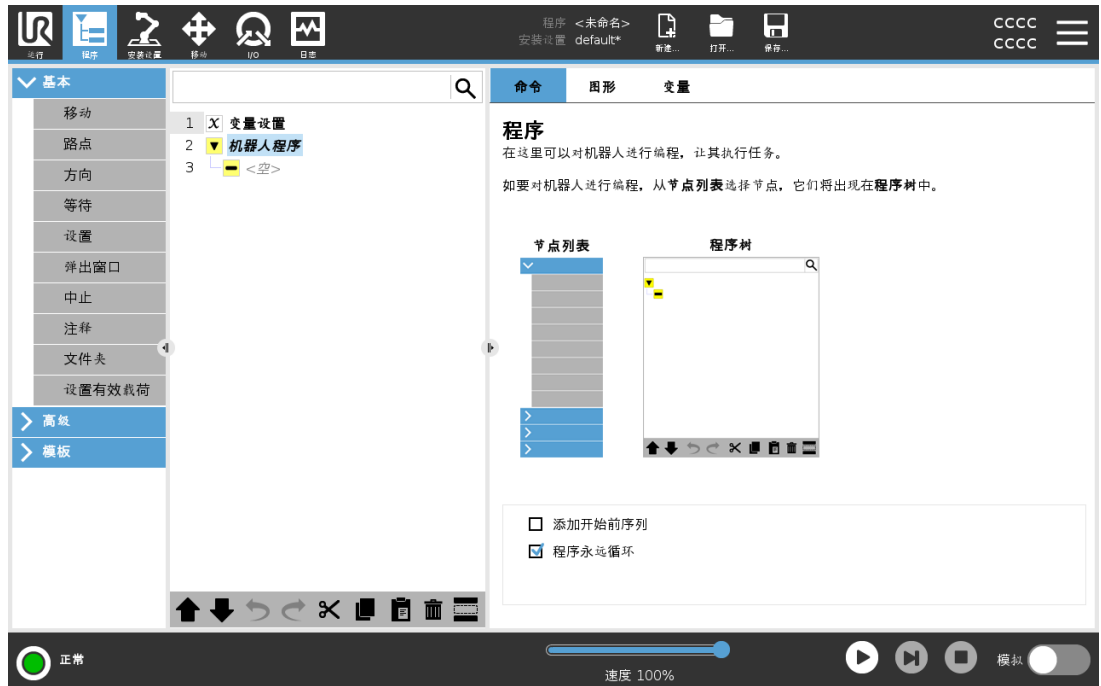 UR
运行
程序
安装设置
移动
I/O
日志
程序 <未命名>
安装设置 default*
新建...
打开...
保存...
CCCC
CCCC
基本
移动
路点
方向
等待
设置
弹出窗口
中止
注释
文件夹
设置有效载荷
高级
模板
1 X 变量设置
2 机器人程序
3 <空>
命令 图形 变量
程序
在这里可以对机器人进行编程，让其执行任务。
如要对机器人进行编程，从节点列表选择节点，它们将出现在程序树中。
节点列表
程序树
添加开始前序列
程序永远循环
正常
速度 100%
模拟